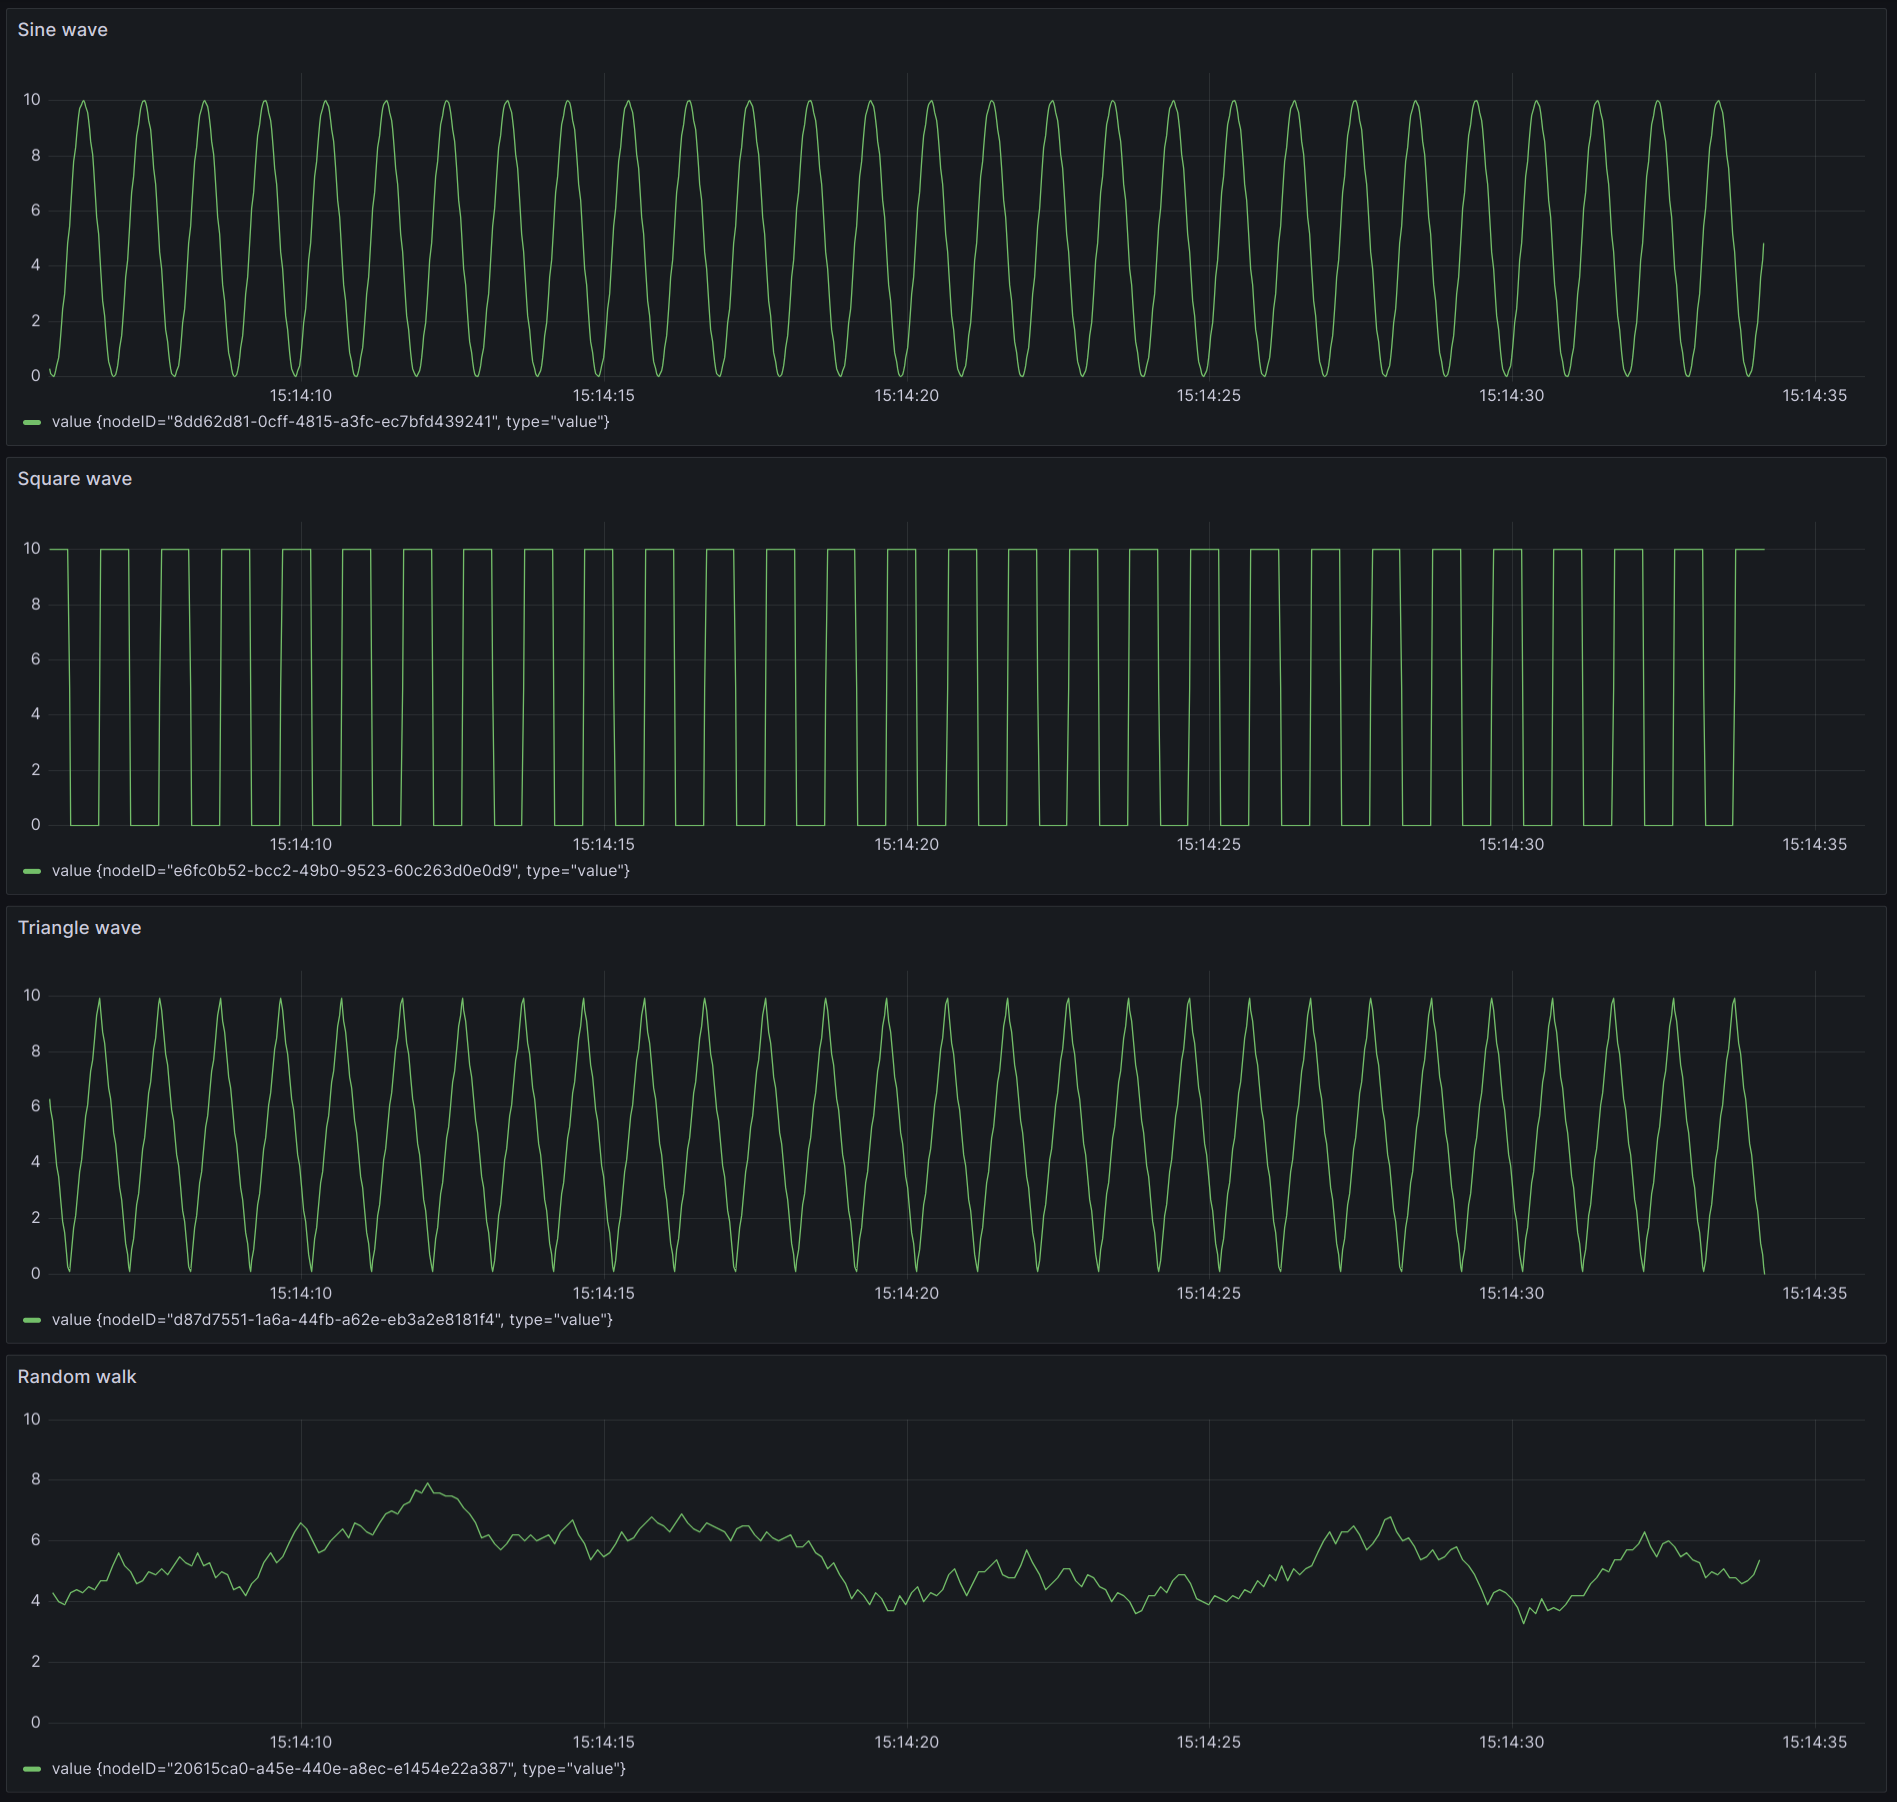 Sine wave
10
8
6
4
2
0
15:14:10 15:14:15 15:14:20 15:14:25 15:14:30 15:14:35
value {nodeID="8dd62d81-0cff-4815-a3fc-ec7bfd439241", type="value"}
Square wave
10
8
6
4
2
0
15:14:10 15:14:15 15:14:20 15:14:25 15:14:30 15:14:35
value {nodeID="e6fc0b52-bcc2-49b0-9523-60c263d0e0d9", type="value"}
Triangle wave
10
8
6
4
2
0
15:14:10 15:14:15 15:14:20 15:14:25 15:14:30 15:14:35
value {nodeID="d87d7551-1a6a-44fb-a62e-eb3a2e8181f4", type="value"}
Random walk
10
8
6
4
2
0
15:14:10 15:14:15 15:14:20 15:14:25 15:14:30 15:14:35
value {nodeID="20615ca0-a45e-440e-a8ec-e1454e22a387", type="value"}